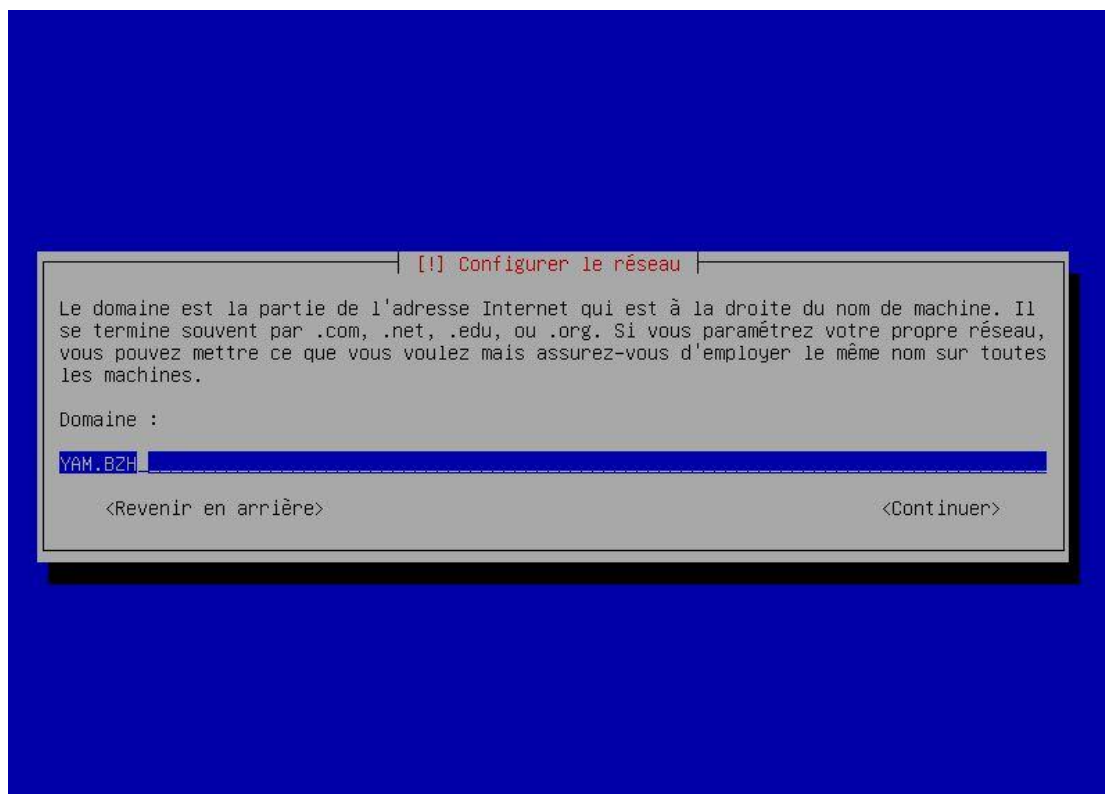 [!] Configurer le réseau
Le domaine est la partie de l'adresse Internet qui est à la droite du nom de machine. Il
se termine souvent par .com, .net, .edu, ou .org. Si vous paramétrez votre propre réseau,
vous pouvez mettre ce que vous voulez mais assurez-vous d'employer le même nom sur toutes
les machines.
Domaine :
YAM.BZH
<Revenir en arrière> <Continuer>